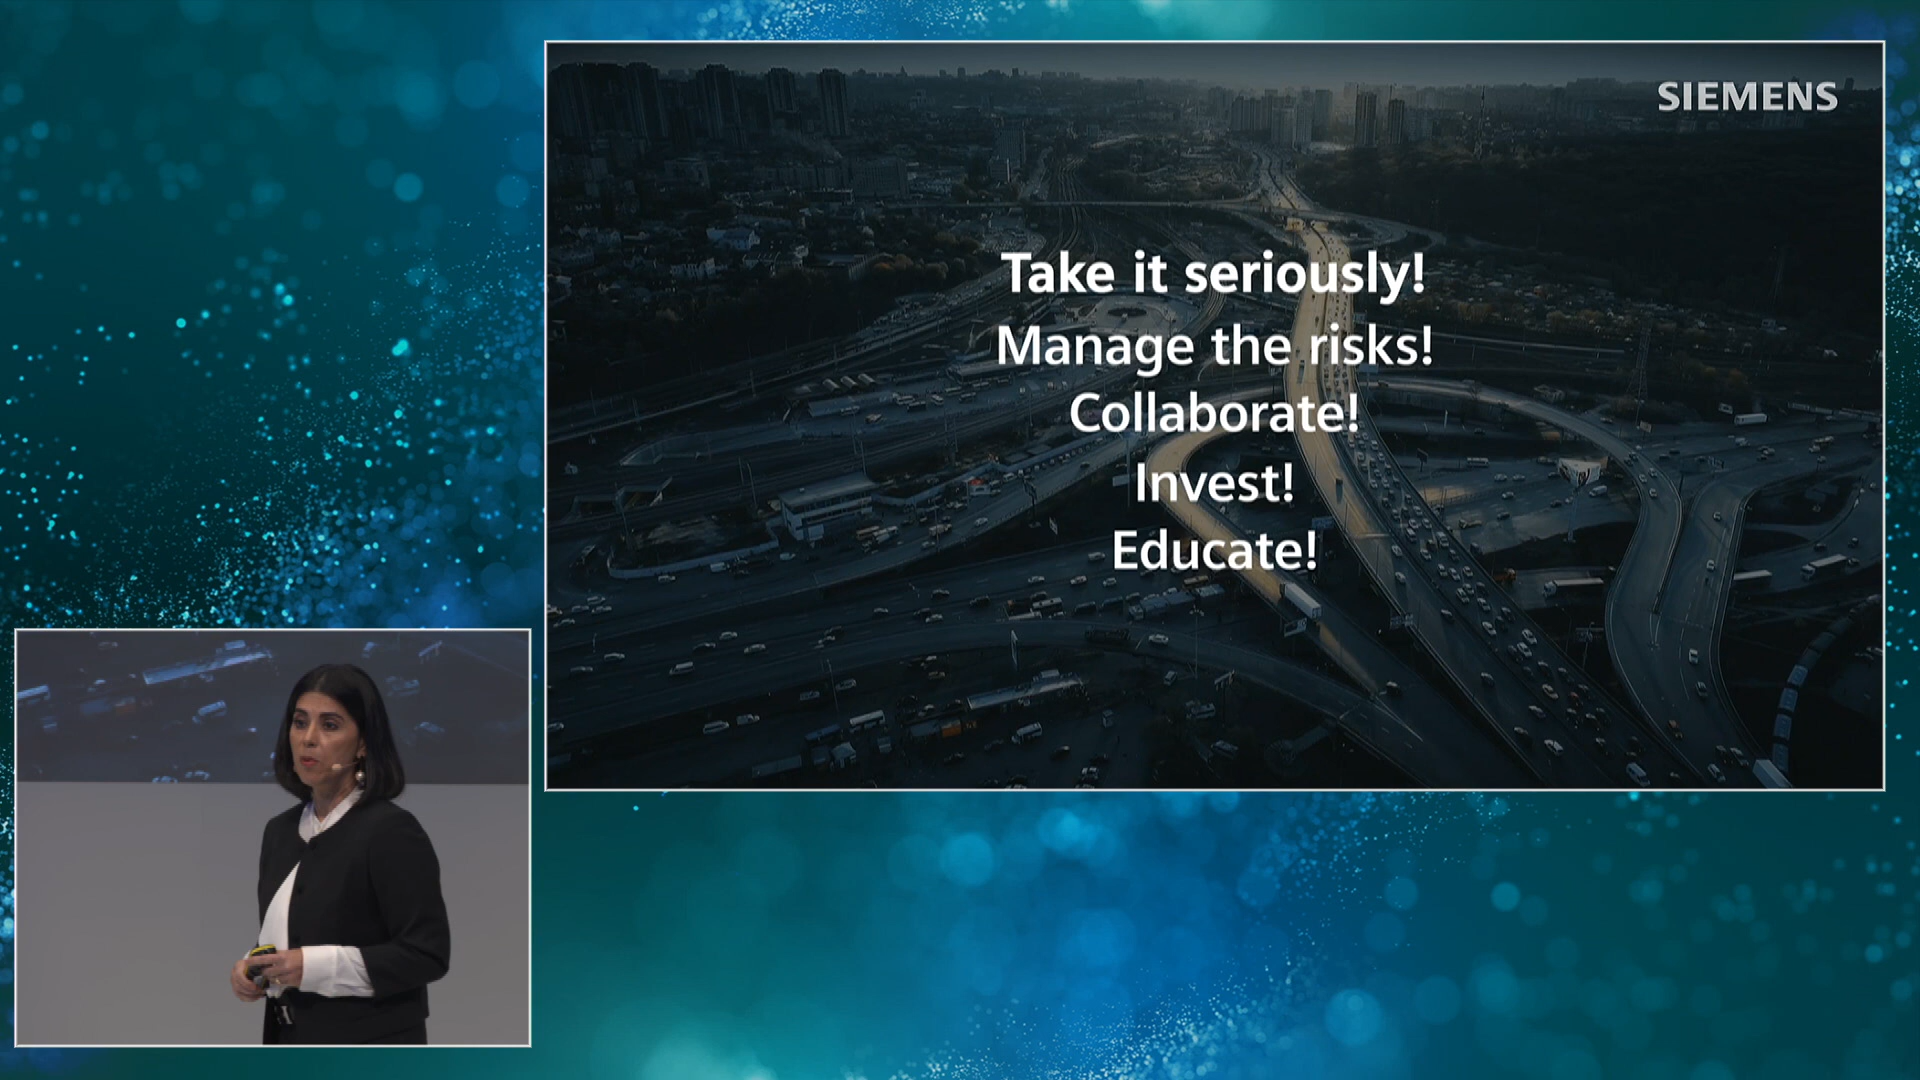 SIEMENS
Take it seriously!
Manage the risks!
Collaborate!
Invest!
Educate!